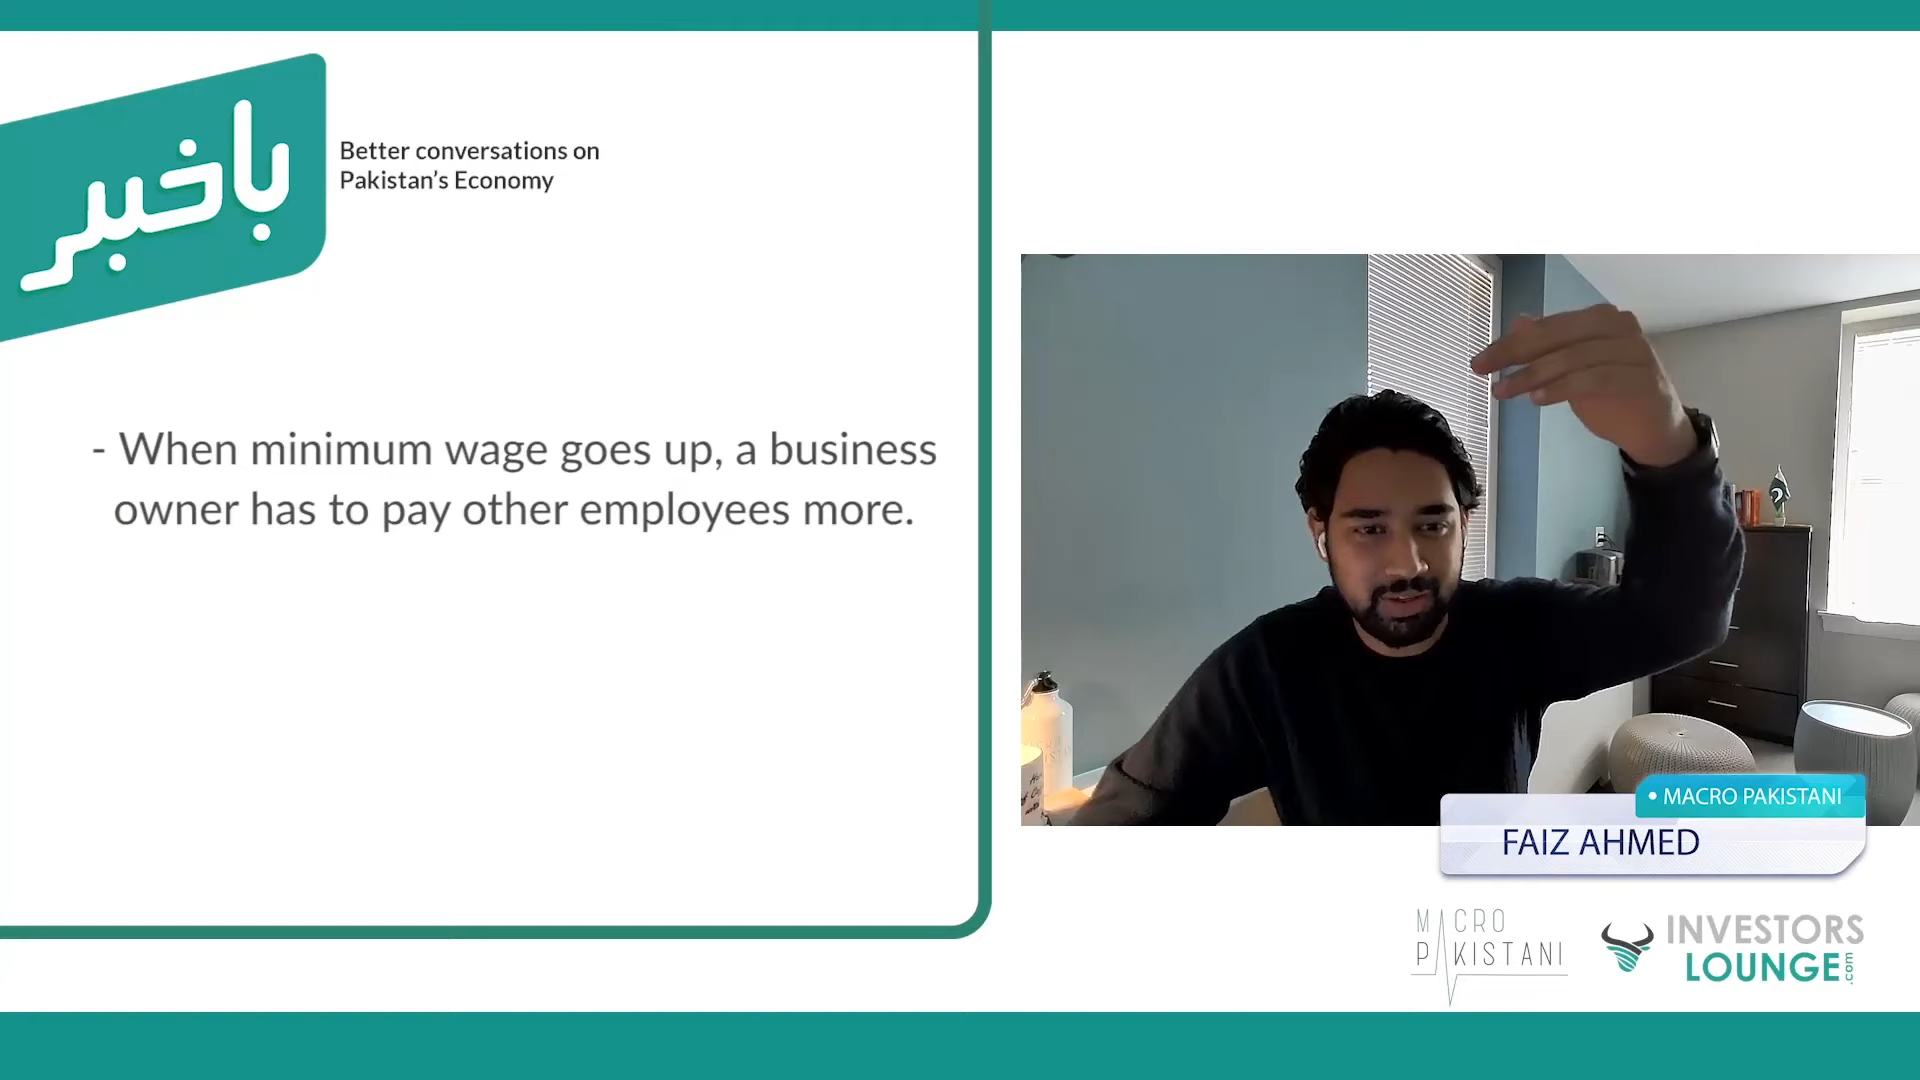 باخبر
Better conversations on
Pakistan’s Economy
- When minimum wage goes up, a business
owner has to pay other employees more.
• MACRO PAKISTANI
FAIZ AHMED
MACRO
PAKISTANI
INVESTORS
LOUNGE.com